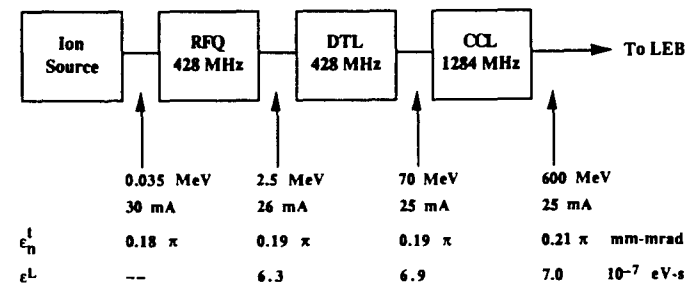 Ion Source
RFQ 428 MHz
DTL 428 MHz
CCL 1284 MHz
To LEB
0.035 MeV 2.5 MeV 70 MeV 600 MeV
30 mA 26 mA 25 mA 25 mA
ε_n^t 0.18 π 0.19 π 0.19 π 0.21 π mm-mrad
ε^L -- 6.3 6.9 7.0 10⁻⁷ eV-s